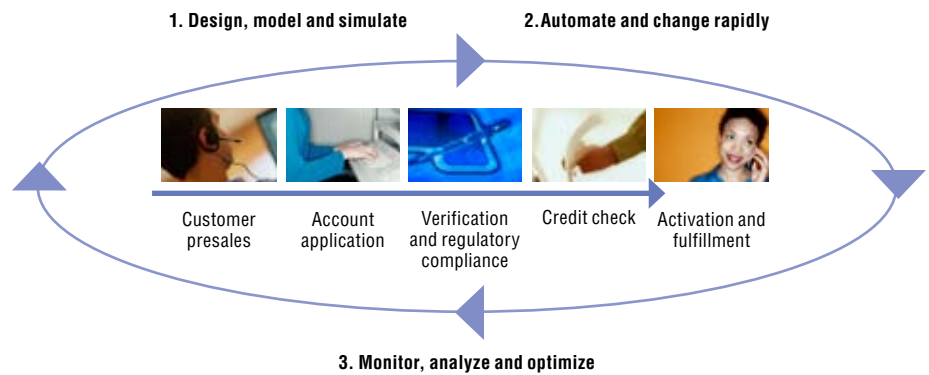 1. Design, model and simulate
2.Automate and change rapidly
Customer
presales
Account
application
Verification
and regulatory
compliance
Credit check
Activation and
fulfillment
3. Monitor, analyze and optimize